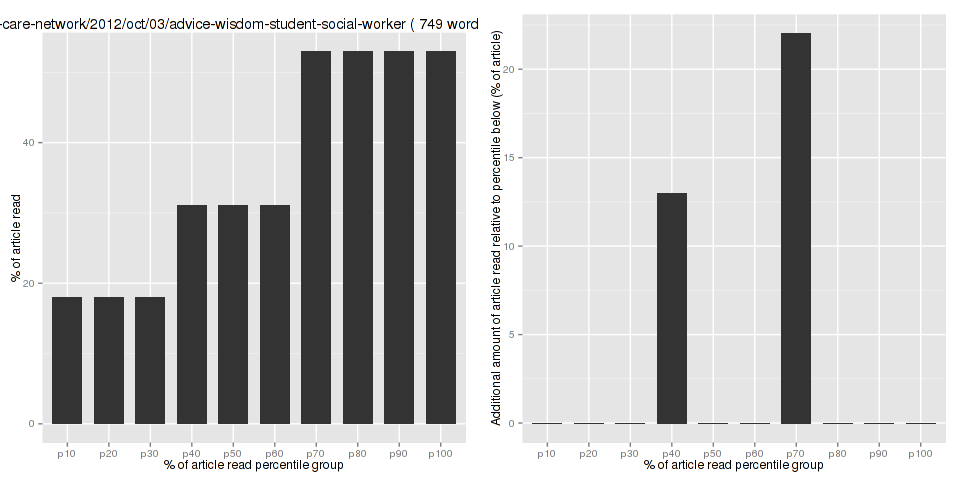 -care-network/2012/oct/03/advice-wisdom-student-social-worker ( 749 word
% of article read
40
20
0
p10 p20 p30 p40 p50 p60 p70 p80 p90 p100
% of article read percentile group
Additional amount of article read relative to percentile below (% of article)
20
15
10
5
0
p10 p20 p30 p40 p50 p60 p70 p80 p90 p100
% of article read percentile group